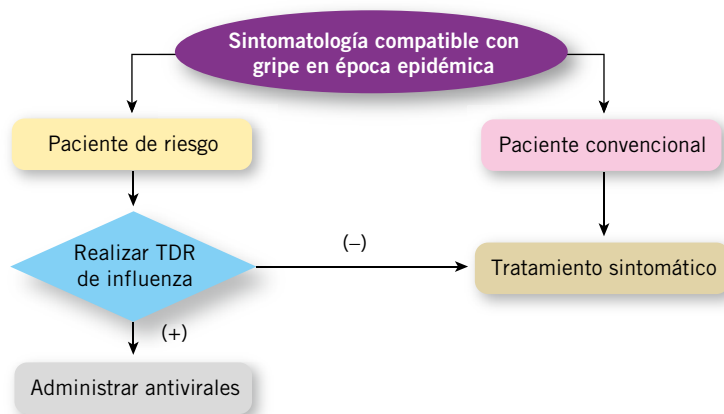 Sintomatología compatible con
gripe en época epidémica
Paciente de riesgo
Paciente convencional
Realizar TDR
de influenza
(–)
Tratamiento sintomático
(+)
Administrar antivirales